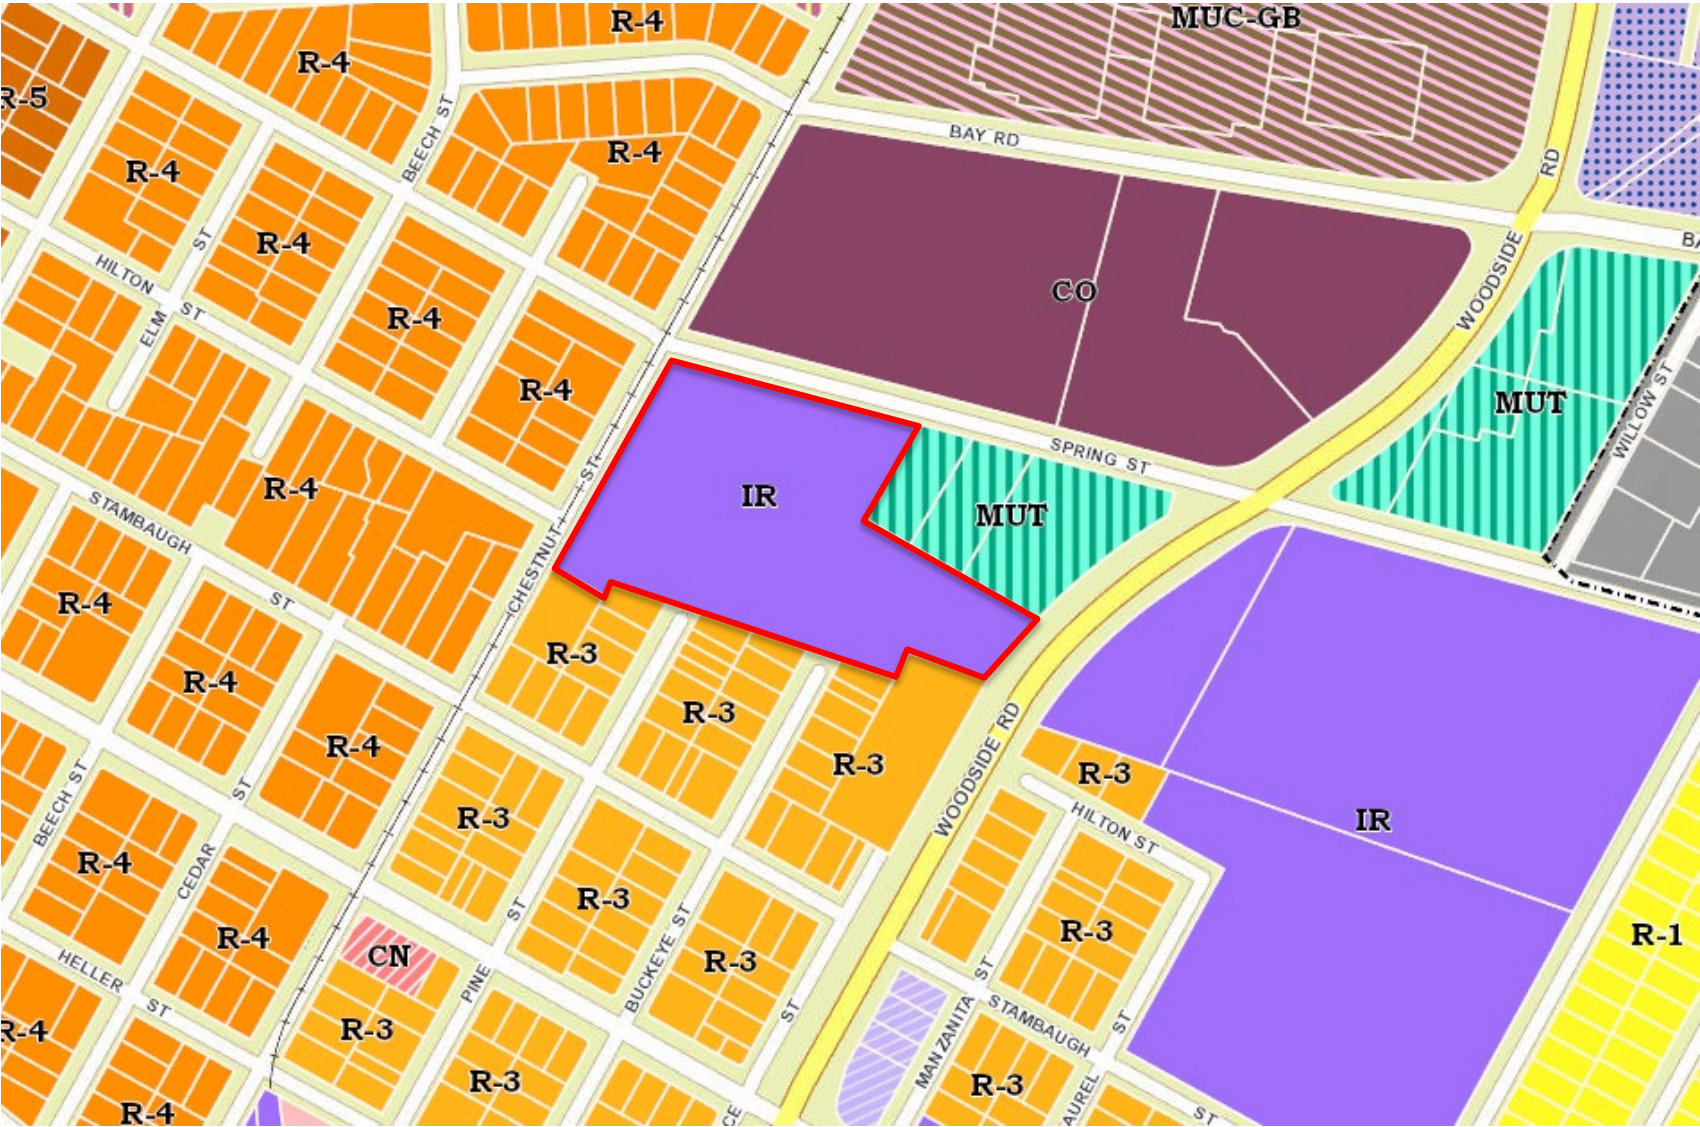 MUC-GB
R-4
R-4
R-5
BEECH ST
BAY RD
RD
R-4
R-4
R-4
ST
HILTON
ST
ELM
R-4
CO
WOODSIDE
R-4
MUT
WILLOW ST
SPRING ST
R-4
IR
MUT
CHESTNUT
ST
STAMBAUGH
ST
R-4
R-3
R-4
R-3
R-4
R-3
WOODSIDE RD
R-3
HILTON ST
IR
BEECH ST
ST
R-3
R-4
CEDAR
R-3
R-3
R-1
R-4
CN
R-3
ST
PINE
BUCKEYE ST
HELLER
ST
R-4
R-3
ST
ST
MANZANITA
STAMBAUGH
ST
ST
R-3
R-3
R-4